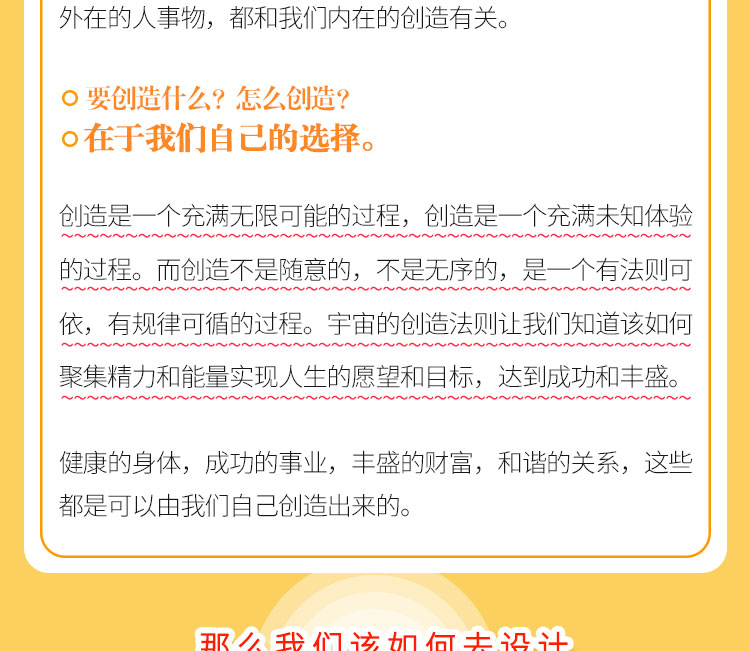 外在的人事物，都和我们内在的创造有关。
要创造什么？怎么创造？
在于我们自己的选择。
创造是一个充满无限可能的过程，创造是一个充满未知体验
的过程。而创造不是随意的，不是无序的，是一个有法则可
依，有规律可循的过程。宇宙的创造法则让我们知道该如何
聚集精力和能量实现人生的愿望和目标，达到成功和丰盛。
健康的身体，成功的事业，丰盛的财富，和谐的关系，这些
都是可以由我们自己创造出来的。
那么我们该如何去设计